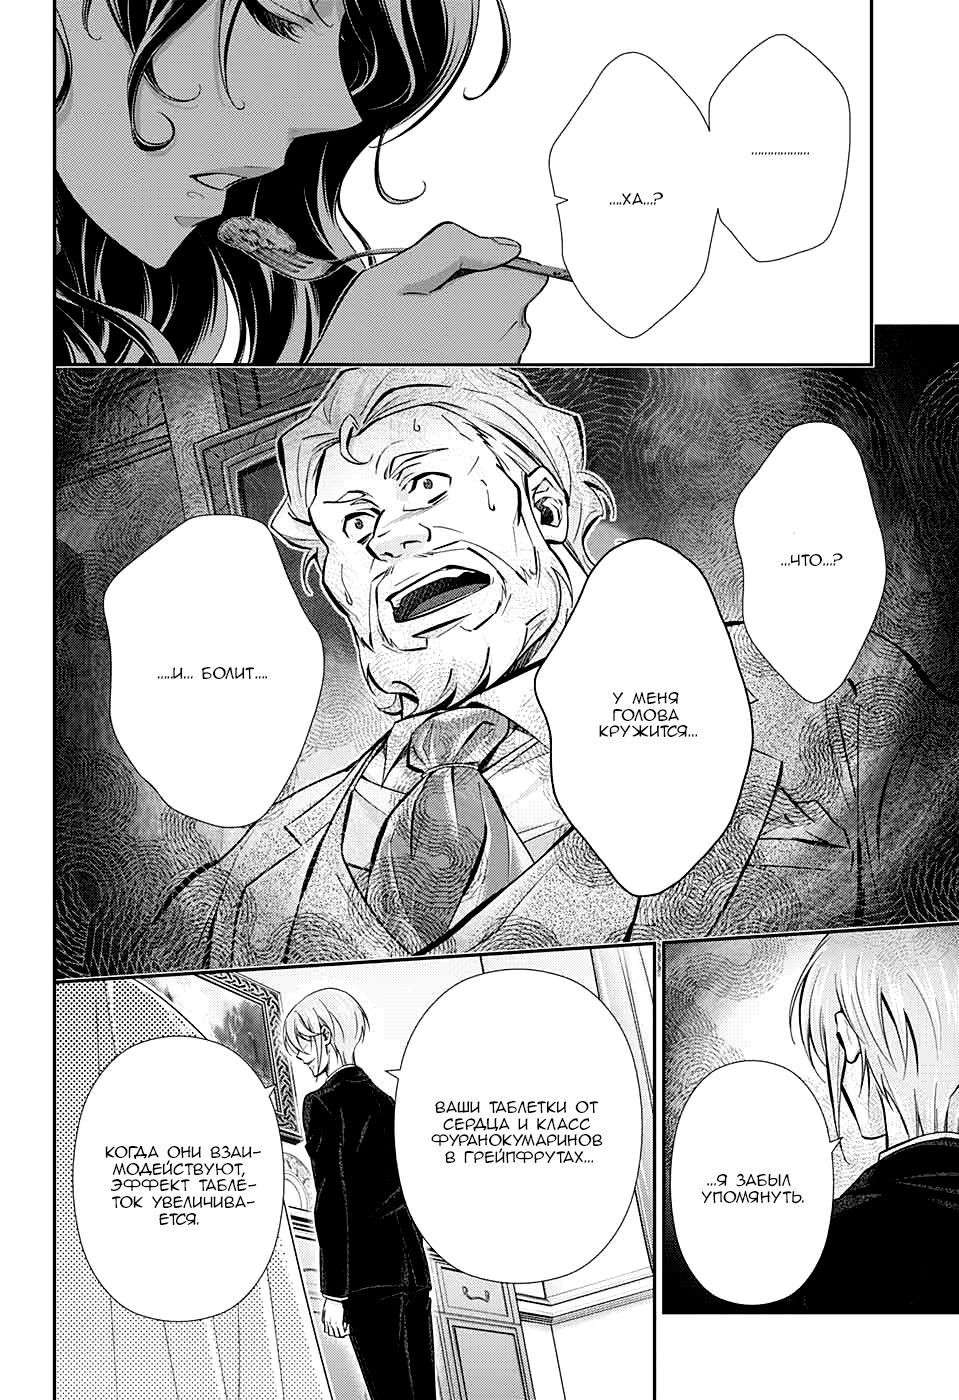 ...................
....ХА...?
...ЧТО...?
У МЕНЯ
ГОЛОВА
КРУЖИТСЯ...
.....И... БОЛИТ....
...Я ЗАБЫЛ
УПОМЯНУТЬ.
ВАШИ ТАБЛЕТКИ ОТ
СЕРДЦА И КЛАСС
ФУРАНОКУМАРИНОВ
В ГРЕЙПФРУТАХ...
КОГДА ОНИ ВЗАИ-
МОДЕЙСТВУЮТ,
ЭФФЕКТ ТАБЛЕ-
ТОК УВЕЛИЧИВА-
ЕТСЯ.